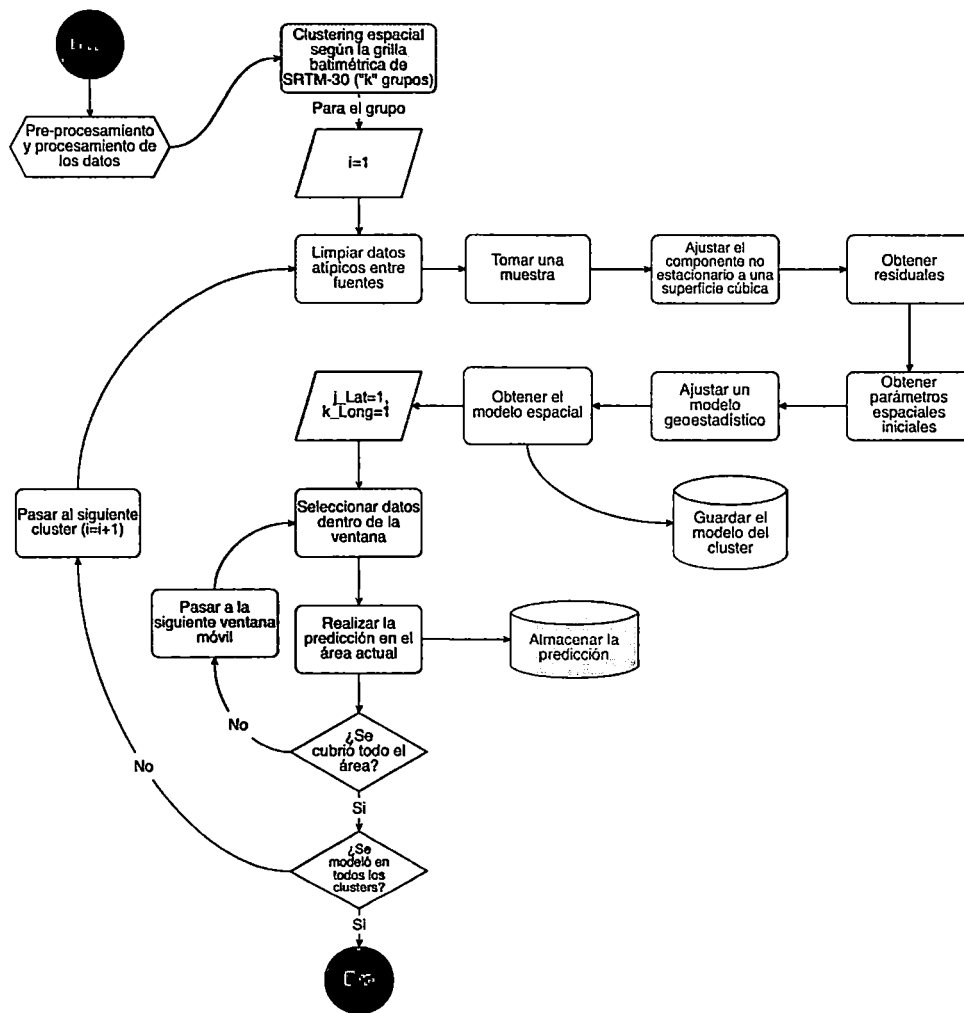 Clustering espacial
según la grilla
batimétrica de
SRTM-30 ("k" grupos)
Para el grupo
Pre-procesamiento
y procesamiento de
los datos
i=1
Limpiar datos
atípicos entre
fuentes
Tomar una
muestra
Ajustar el
componente no
estacionario a una
superficie cúbica
Obtener
residuales
j_Lat=1,
k_Long=1
Obtener el
modelo espacial
Ajustar un
modelo
geoestadístico
Obtener
parámetros
espaciales
iniciales
Pasar al siguiente
cluster (i=i+1)
Seleccionar datos
dentro de la
ventana
Guardar el
modelo del
cluster
Pasar a la
siguiente ventana
móvil
Realizar la
predicción en el
área actual
Almacenar la
predicción
No
¿Se
cubrió todo el
área?
No
Si
¿Se
modeló en
todos los
clusters?
Si